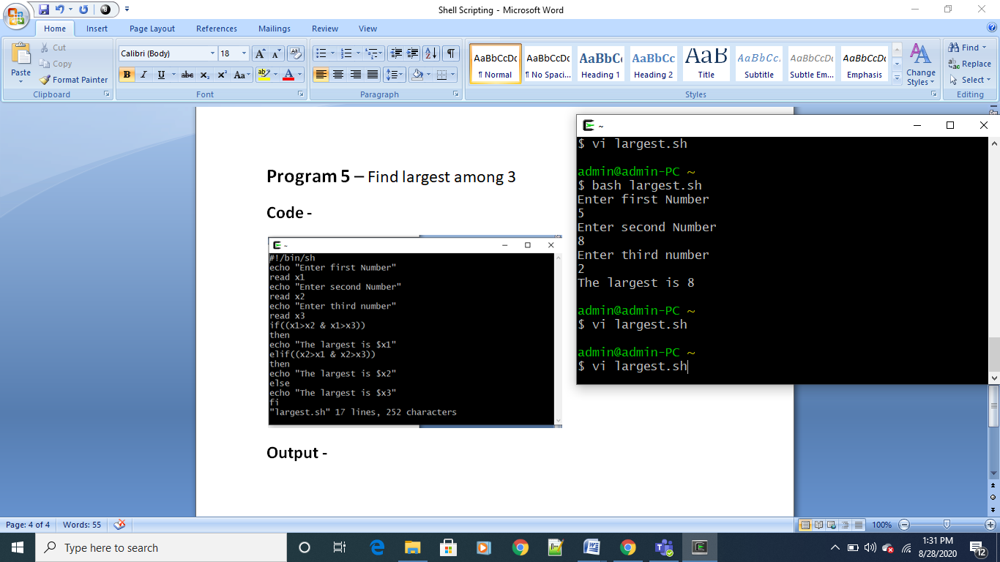 Shell Scripting - Microsoft Word
Home Insert Page Layout References Mailings Review View
Paste
Cut
Copy
Format Painter
Clipboard
Calibri (Body) 18
B I U abc x₂ x² Aa ab A
Font
Paragraph
AaBbCcDc AaBbCcDc AaBbC AaBbCc AaB AaBbCc. AaBbCcDc AaBbCcDc
¶ Normal ¶ No Spaci... Heading 1 Heading 2 Title Subtitle Subtle Em... Emphasis
Change Styles
Styles
Find
Replace
Select
Editing
Program 5 – Find largest among 3
Code -
~
#!/bin/sh
echo "Enter first Number"
read x1
echo "Enter second Number"
read x2
echo "Enter third number"
read x3
if((x1>x2 & x1>x3))
then
echo "The largest is $x1"
elif((x2>x1 & x2>x3))
then
echo "The largest is $x2"
else
echo "The largest is $x3"
fi
"largest.sh" 17 lines, 252 characters
Output -
~
$ vi largest.sh
admin@admin-PC ~
$ bash largest.sh
Enter first Number
5
Enter second Number
8
Enter third number
2
The largest is 8
admin@admin-PC ~
$ vi largest.sh
admin@admin-PC ~
$ vi largest.sh
Page: 4 of 4 Words: 55 100%
Type here to search
1:31 PM
8/28/2020
12